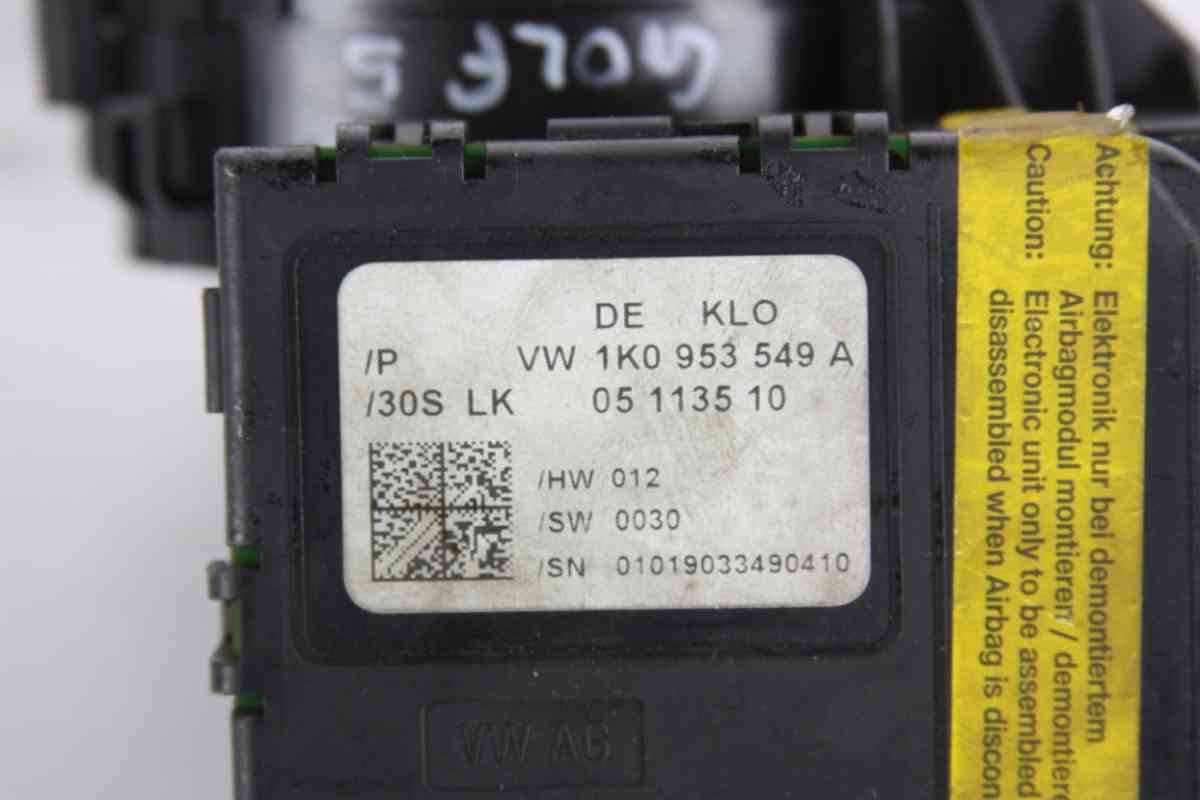 GOLF 5
DE KLO
/P VW 1K0 953 549 A
/30S LK 05 1135 10
/HW 012
/SW 0030
/SN 01019033490410
VW AG
Achtung: Elektronik nur bei demontiertem
Airbagmodul montieren / demontieren
Caution: Electronic unit only to be assembled
disassembled when Airbag is discon